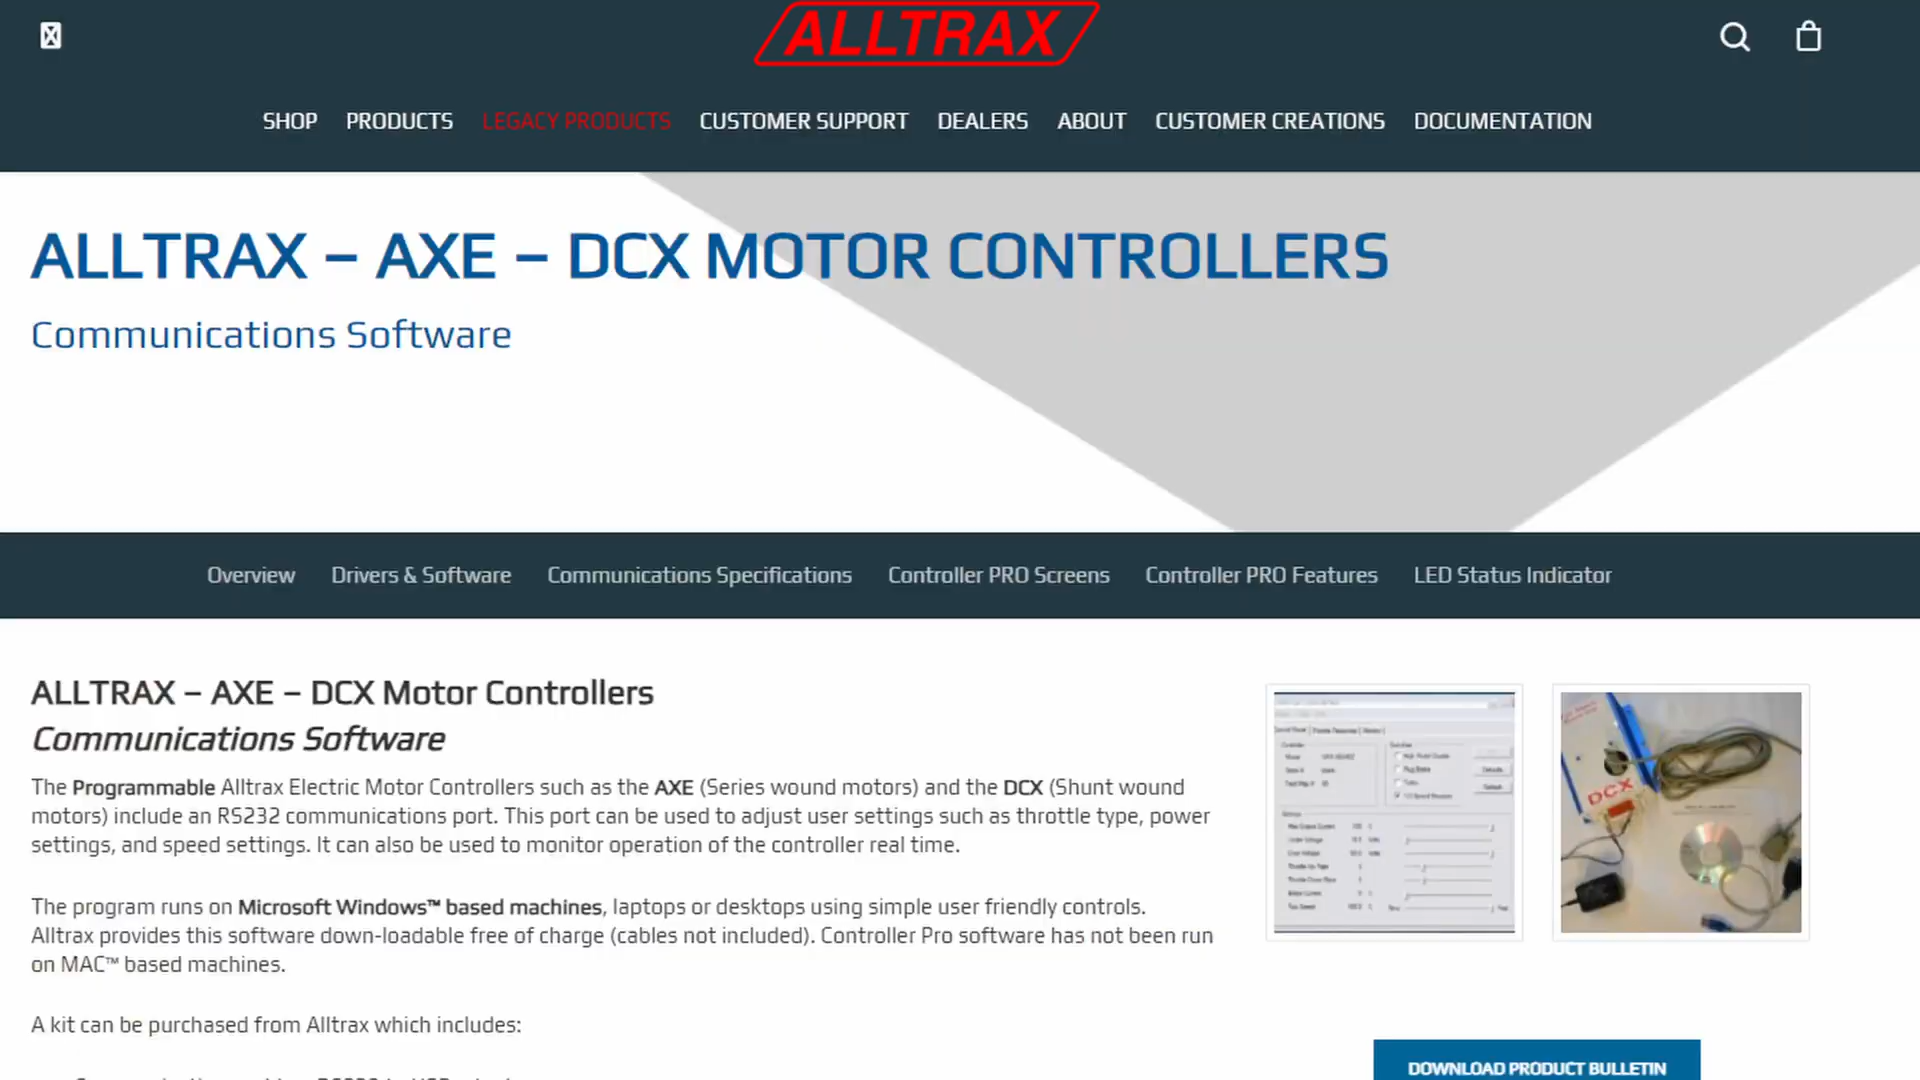 ALLTRAX
SHOP PRODUCTS LEGACY PRODUCTS CUSTOMER SUPPORT DEALERS ABOUT CUSTOMER CREATIONS DOCUMENTATION
ALLTRAX – AXE – DCX MOTOR CONTROLLERS
Communications Software
Overview Drivers & Software Communications Specifications Controller PRO Screens Controller PRO Features LED Status Indicator
ALLTRAX – AXE – DCX Motor Controllers
Communications Software
The Programmable Alltrax Electric Motor Controllers such as the AXE (Series wound motors) and the DCX (Shunt wound
motors) include an RS232 communications port. This port can be used to adjust user settings such as throttle type, power
settings, and speed settings. It can also be used to monitor operation of the controller real time.
The program runs on Microsoft Windows™ based machines, laptops or desktops using simple user friendly controls.
Alltrax provides this software down-loadable free of charge (cables not included). Controller Pro software has not been run
on MAC™ based machines.
A kit can be purchased from Alltrax which includes:
DCX
DOWNLOAD PRODUCT BULLETIN